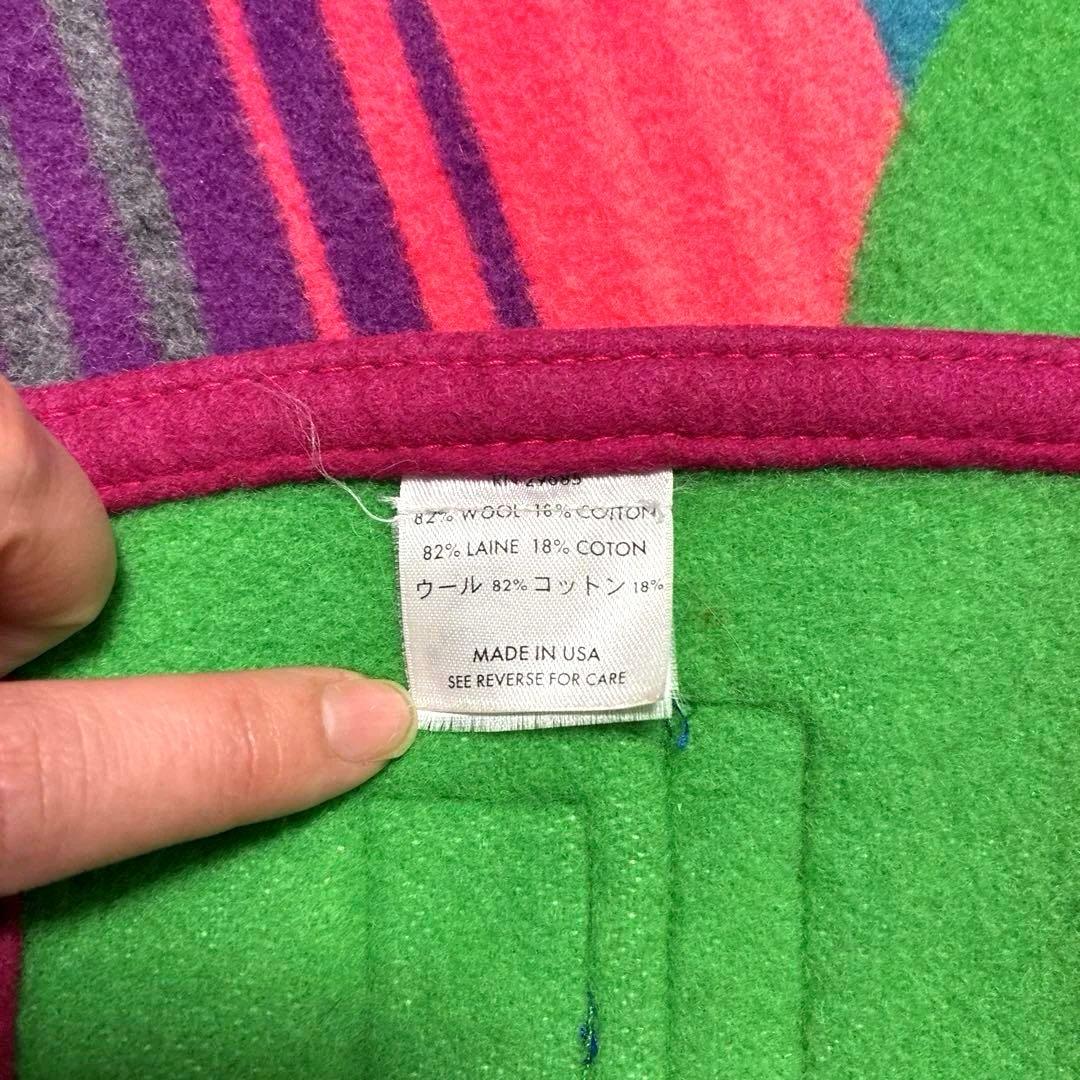 82% WOOL 18% COTTON
82% LAINE 18% COTON
ウール 82% コットン 18%
MADE IN USA
SEE REVERSE FOR CARE